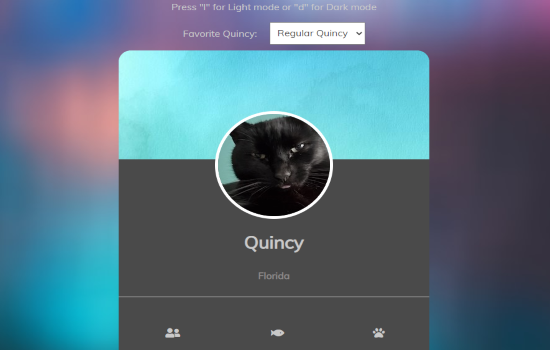 Press "l" for Light mode or "d" for Dark mode
Favorite Quincy: Regular Quincy
Quincy
Florida